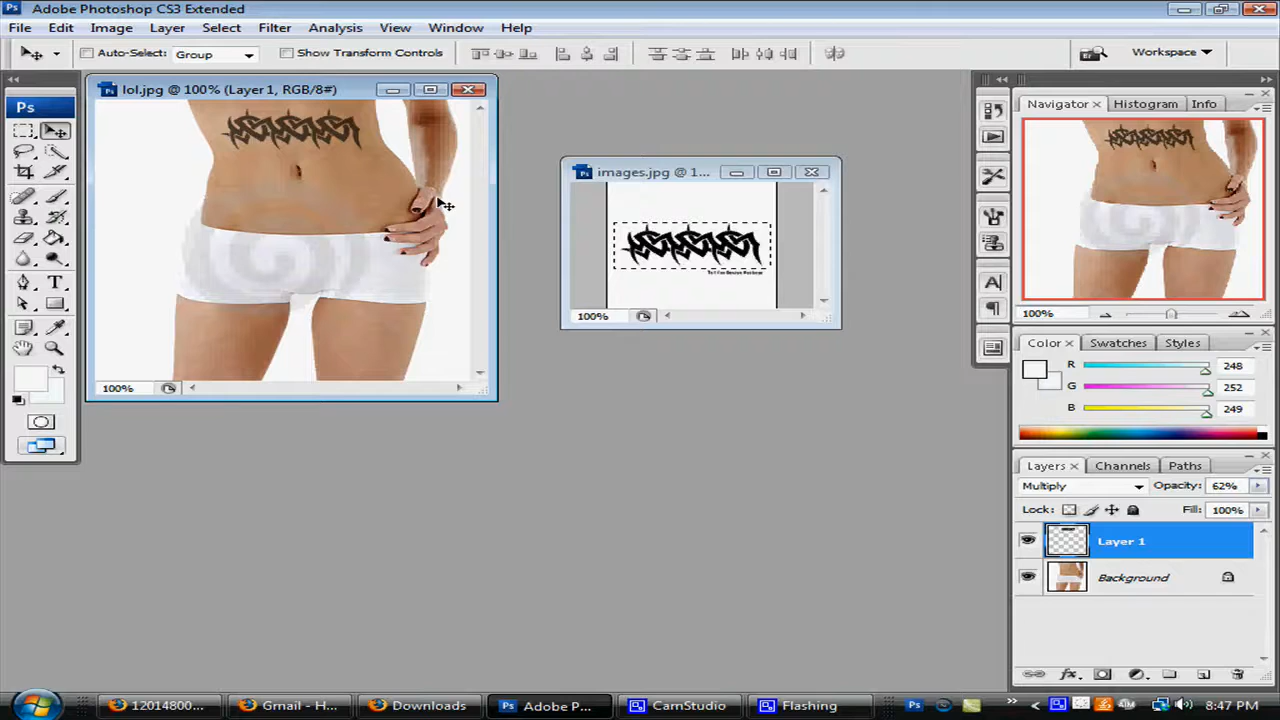 Adobe Photoshop CS3 Extended
File Edit Image Layer Select Filter Analysis View Window Help
Auto-Select: Group Show Transform Controls Workspace
Ps
lol.jpg @ 100% (Layer 1, RGB/8#)
100%
images.jpg @ 1...
100%
Navigator Histogram Info
100%
Color Swatches Styles
R 248
G 252
B 249
Layers Channels Paths
Multiply Opacity: 62%
Lock: Fill: 100%
Layer 1
Background
12014800... Gmail - H... Downloads Adobe P... CamStudio Flashing 8:47 PM